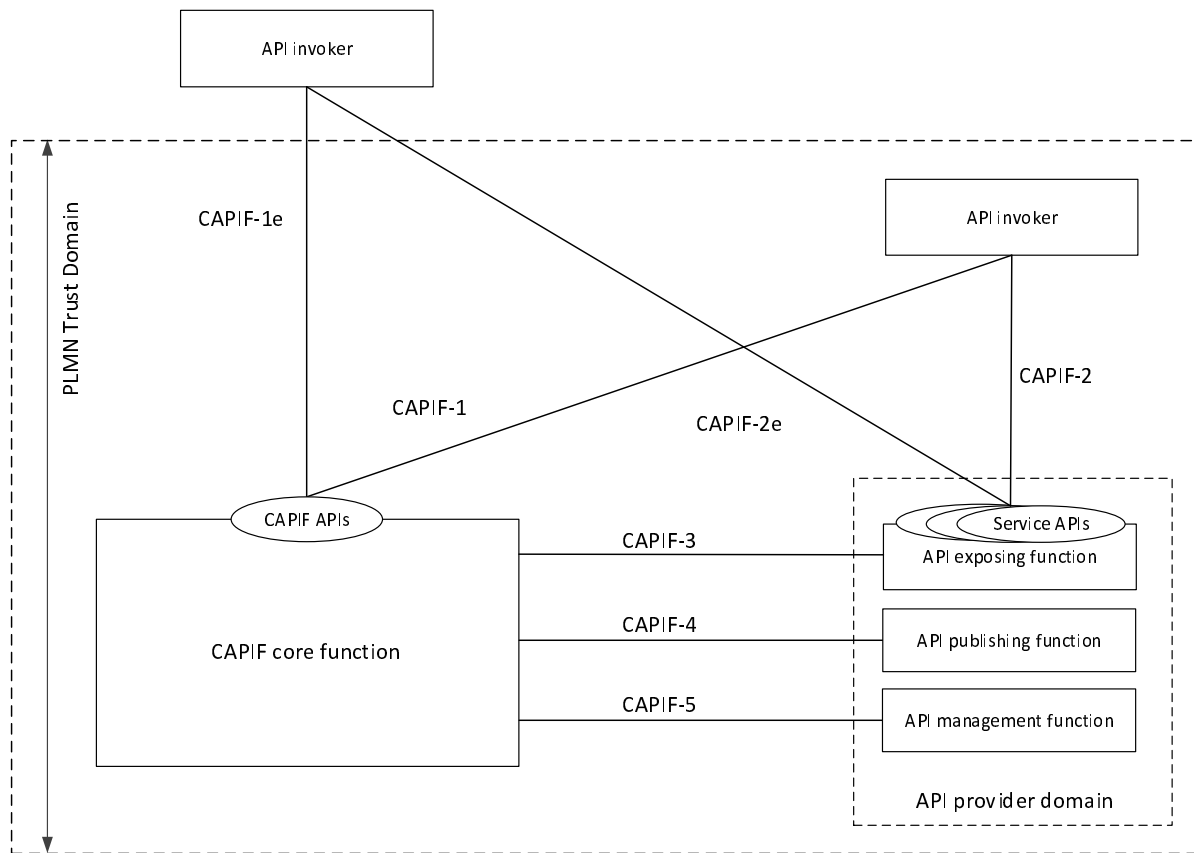 API invoker
API invoker
CAPIF-1e
PLMN Trust Domain
CAPIF-2
CAPIF-1
CAPIF-2e
CAPIF APIs
Service APIs
CAPIF-3
API exposing function
CAPIF-4
API publishing function
CAPIF core function
CAPIF-5
API management function
API provider domain